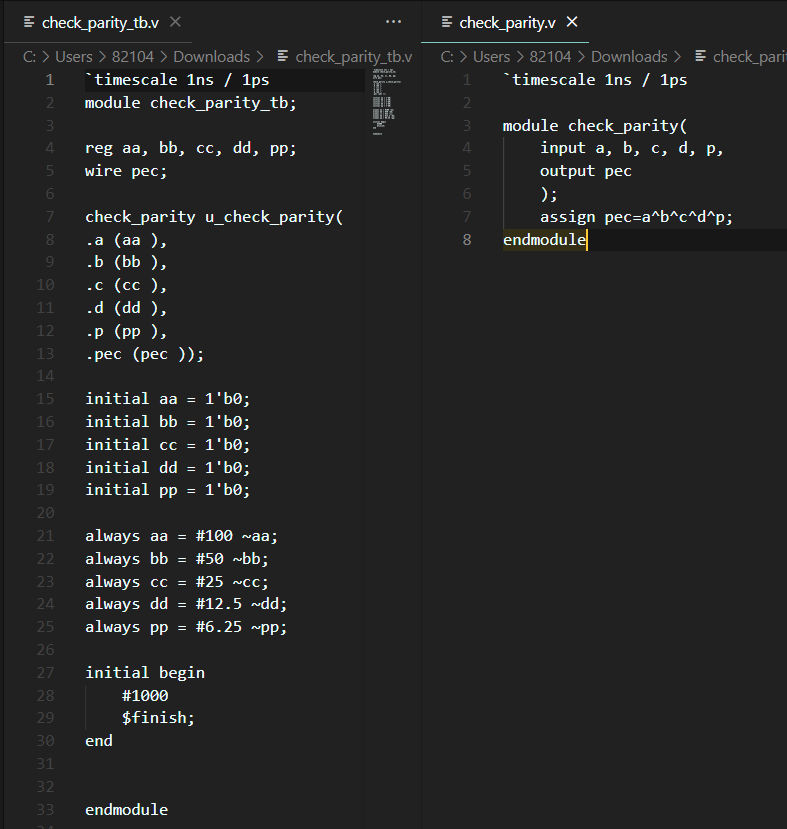 check_parity_tb.v ✕ ···
C: > Users > 82104 > Downloads > check_parity_tb.v
1 `timescale 1ns / 1ps
2 module check_parity_tb;
3
4 reg aa, bb, cc, dd, pp;
5 wire pec;
6
7 check_parity u_check_parity(
8 .a (aa ),
9 .b (bb ),
10 .c (cc ),
11 .d (dd ),
12 .p (pp ),
13 .pec (pec ));
14
15 initial aa = 1'b0;
16 initial bb = 1'b0;
17 initial cc = 1'b0;
18 initial dd = 1'b0;
19 initial pp = 1'b0;
20
21 always aa = #100 ~aa;
22 always bb = #50 ~bb;
23 always cc = #25 ~cc;
24 always dd = #12.5 ~dd;
25 always pp = #6.25 ~pp;
26
27 initial begin
28     #1000
29     $finish;
30 end
31
32
33 endmodule
check_parity.v ✕
C: > Users > 82104 > Downloads > check_pari
1 `timescale 1ns / 1ps
2
3 module check_parity(
4     input a, b, c, d, p,
5     output pec
6     );
7     assign pec=a^b^c^d^p;
8 endmodule